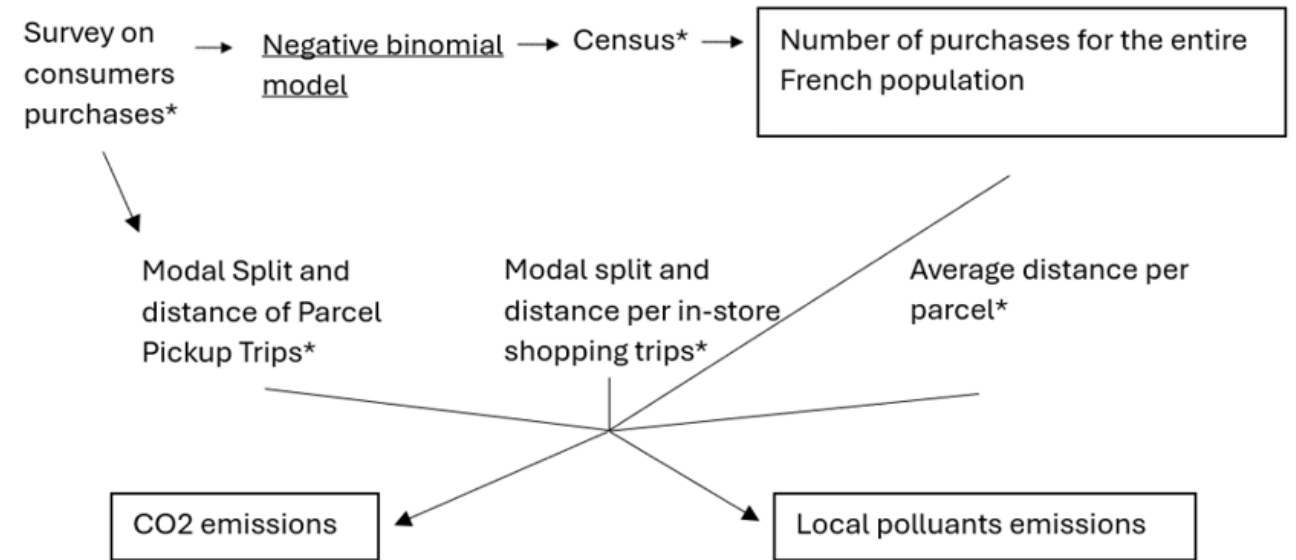 Survey on
consumers
purchases*
Negative binomial
model
Census*
Number of purchases for the entire
French population
Modal Split and
distance of Parcel
Pickup Trips*
Modal split and
distance per in-store
shopping trips*
Average distance per
parcel*
CO2 emissions
Local polluants emissions